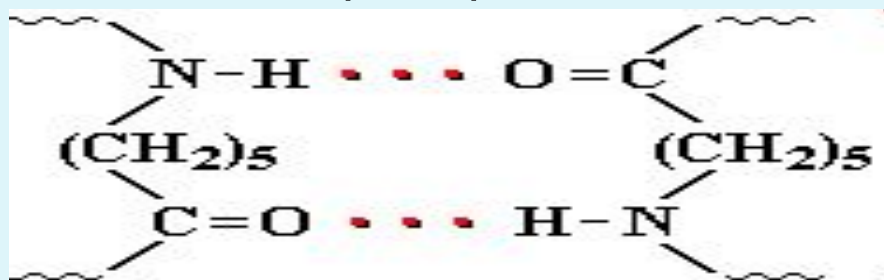 N-H • • • O=C
(CH₂)₅ (CH₂)₅
C=O • • • H-N